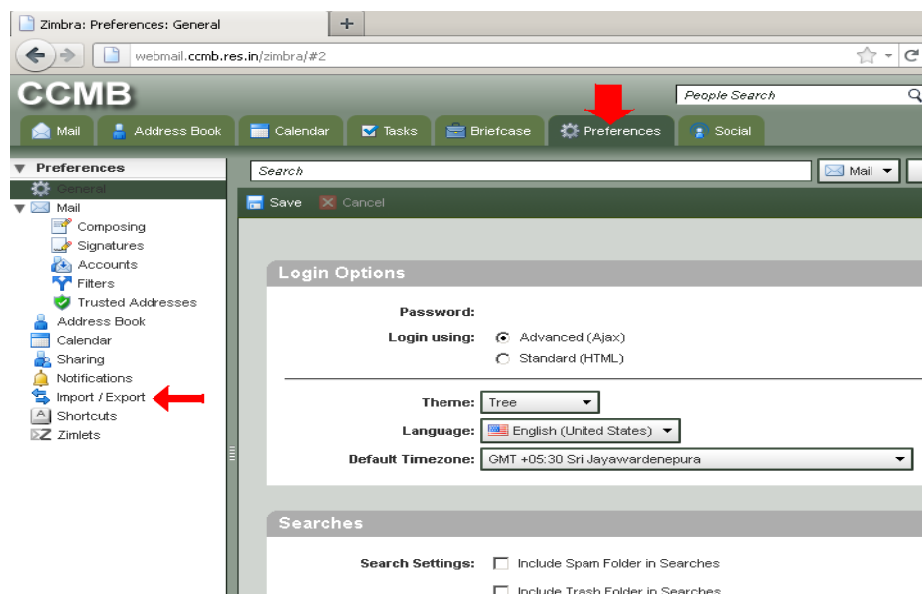 Zimbra: Preferences: General
webmail.ccmb.res.in/zimbra/#2
CCMB
People Search
Mail Address Book Calendar Tasks Briefcase Preferences Social
Preferences
General
Mail
Composing
Signatures
Accounts
Filters
Trusted Addresses
Address Book
Calendar
Sharing
Notifications
Import / Export
Shortcuts
Zimlets
Search
Mail
Save Cancel
Login Options
Password:
Login using: Advanced (Ajax)
Standard (HTML)
Theme: Tree
Language: English (United States)
Default Timezone: GMT +05:30 Sri Jayawardenepura
Searches
Search Settings: Include Spam Folder in Searches
Include Trash Folder in Searches